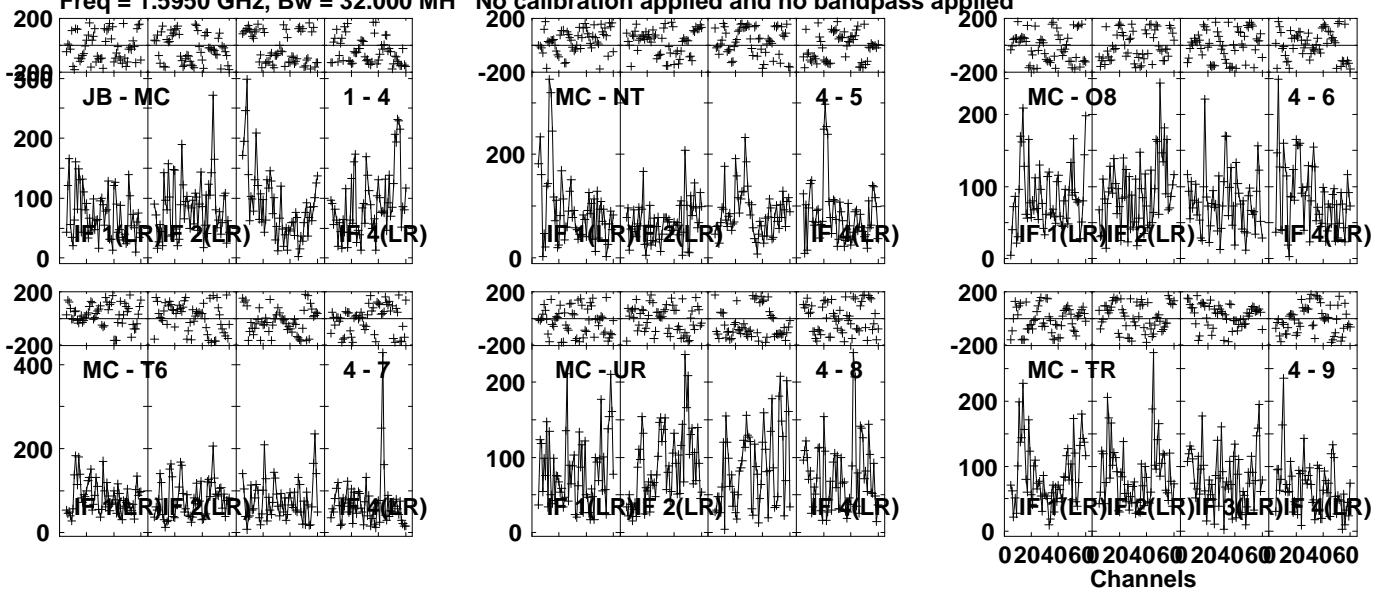 Freq = 1.5950 GHz, Bw = 32.000 MH No calibration applied and no bandpass applied
200
-200
300
200
100
0
JB - MC
1 - 4
IF 1(LR)
IF 2(LR)
IF 4(LR)
200
-200
200
0
MC - NT
4 - 5
IF 1(LR)
IF 2(LR)
IF 4(LR)
200
-200
200
100
0
MC - O8
4 - 6
IF 1(LR)
IF 2(LR)
IF 4(LR)
200
-200
400
200
0
MC - T6
4 - 7
IF 1(LR)
IF 2(LR)
IF 4(LR)
200
-200
200
100
0
MC - UR
4 - 8
IF 1(LR)
IF 2(LR)
IF 4(LR)
200
-200
200
100
0
MC - TR
4 - 9
IF 1(LR)
IF 2(LR)
IF 3(LR)
IF 4(LR)
0 20 40 60 0 20 40 60 0 20 40 60 0 20 40 60
Channels